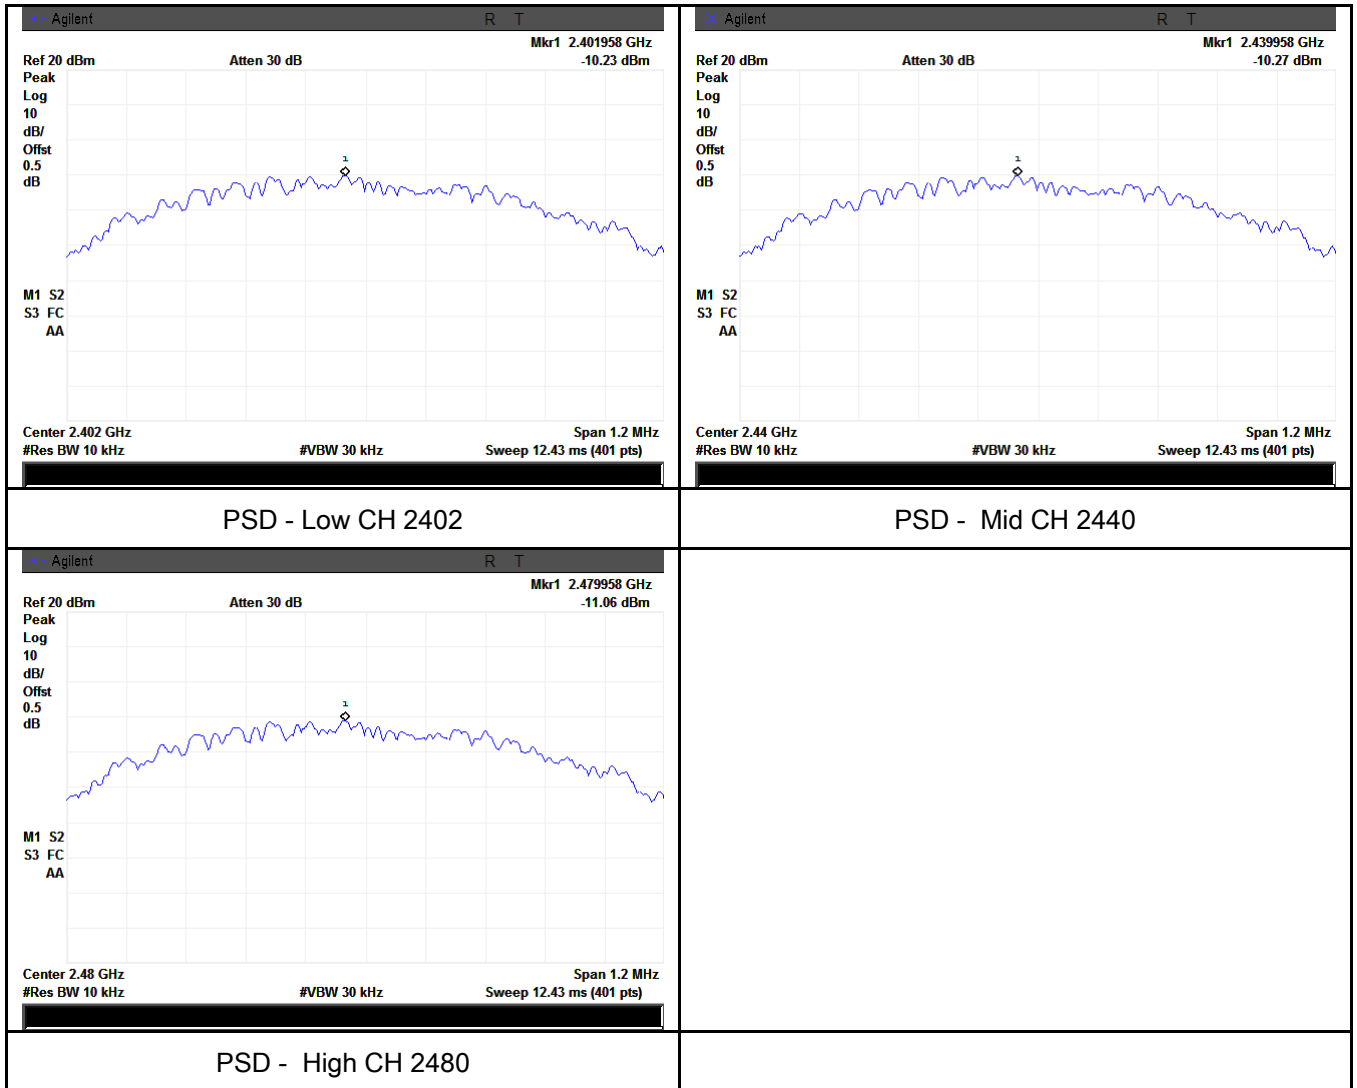 Agilent R T
Mkr1 2.401958 GHz
Ref 20 dBm Atten 30 dB -10.23 dBm
Peak
Log
10
dB/
Offst
0.5
dB
1
M1 S2
S3 FC
AA
Center 2.402 GHz Span 1.2 MHz
#Res BW 10 kHz #VBW 30 kHz Sweep 12.43 ms (401 pts)
PSD - Low CH 2402
Agilent R T
Mkr1 2.439958 GHz
Ref 20 dBm Atten 30 dB -10.27 dBm
Peak
Log
10
dB/
Offst
0.5
dB
1
M1 S2
S3 FC
AA
Center 2.44 GHz Span 1.2 MHz
#Res BW 10 kHz #VBW 30 kHz Sweep 12.43 ms (401 pts)
PSD - Mid CH 2440
Agilent R T
Mkr1 2.479958 GHz
Ref 20 dBm Atten 30 dB -11.06 dBm
Peak
Log
10
dB/
Offst
0.5
dB
1
M1 S2
S3 FC
AA
Center 2.48 GHz Span 1.2 MHz
#Res BW 10 kHz #VBW 30 kHz Sweep 12.43 ms (401 pts)
PSD - High CH 2480